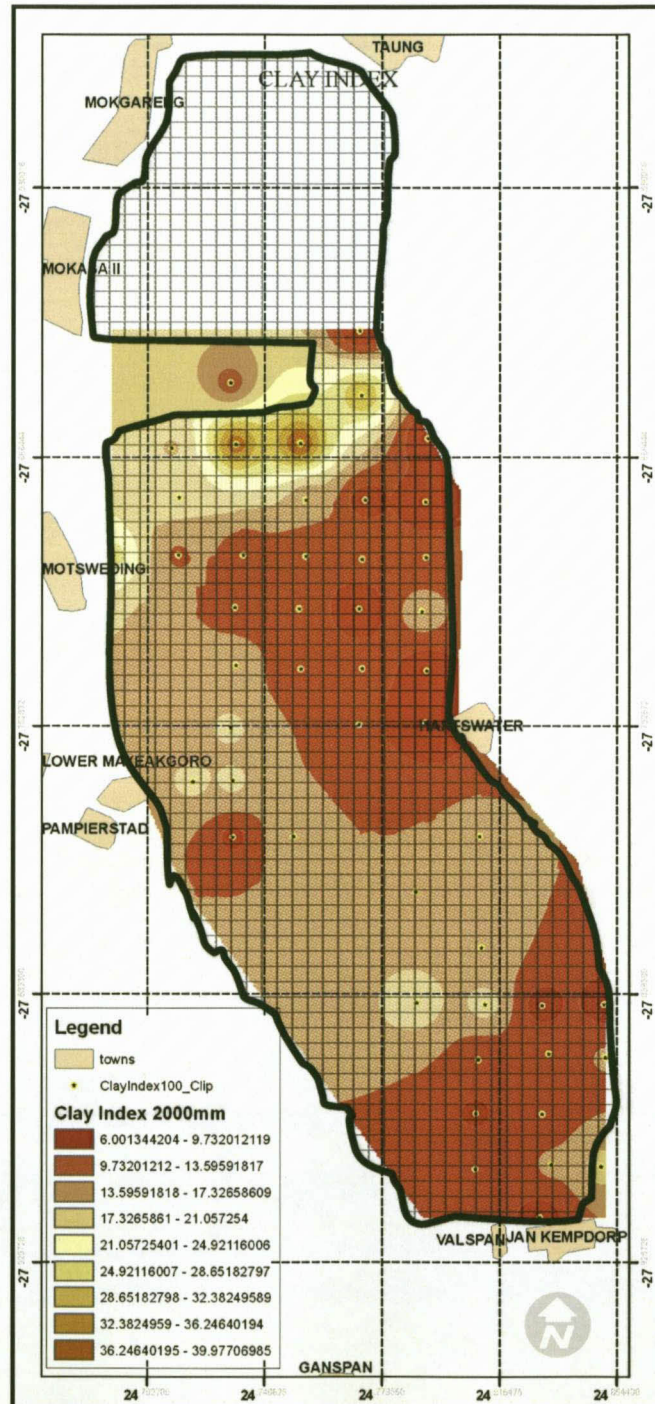 TAUNG
CLAY INDEX
MOKGARENG
MOKASA II
MOTSWEDING
HARTSWATER
LOWER MAJEAKGORO
PAMPIERSTAD
Legend
towns
ClayIndex100_Clip
Clay Index 2000mm
6.001344204 - 9.732012119
9.73201212 - 13.59591817
13.59591818 - 17.32658609
17.3265861 - 21.057254
21.05725401 - 24.92116006
24.92116007 - 28.65182797
28.65182798 - 32.38249589
32.3824959 - 36.24640194
36.24640195 - 39.97706985
VALSPAN
JAN KEMPDORP
N
GANSPAN
-27
-27
-27
-27
-27
-27
-27
-27
-27
-27
24
24
24
24
24